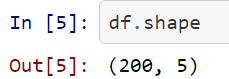 In [5]: df.shape
Out[5]: (200, 5)